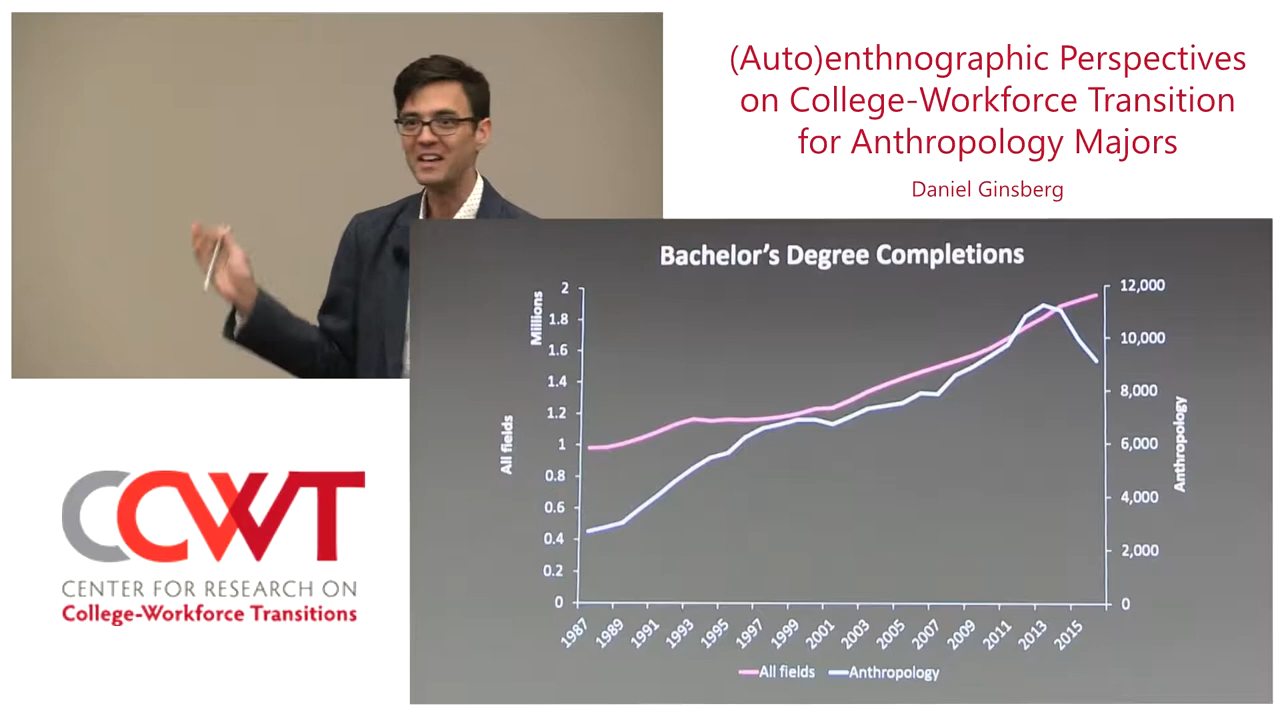 (Auto)enthnographic Perspectives
on College-Workforce Transition
for Anthropology Majors
Daniel Ginsberg
Bachelor's Degree Completions
Millions
All fields
2
1.8
1.6
1.4
1.2
1
0.8
0.6
0.4
0.2
0
12,000
10,000
8,000
6,000
4,000
2,000
0
Anthropology
1987
1989
1991
1993
1995
1997
1999
2001
2003
2005
2007
2009
2011
2013
2015
All fields
Anthropology
CCWT
CENTER FOR RESEARCH ON
College-Workforce Transitions